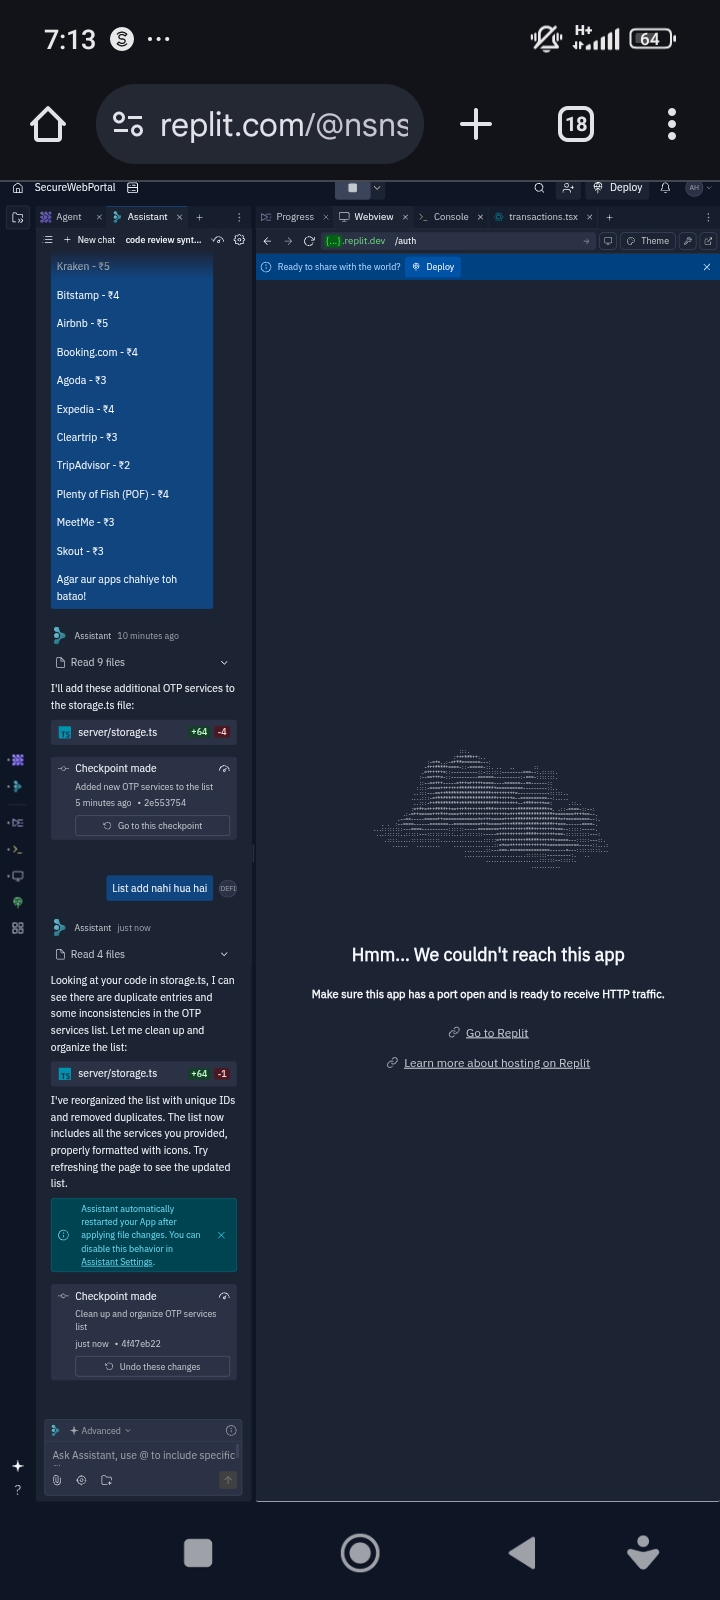 7:13
H+
64
replit.com/@nsns
18
SecureWebPortal
Deploy
AH
Agent
Assistant
Progress
Webview
Console
transactions.tsx
New chat
code review synt...
{...}.replit.dev /auth
Theme
Ready to share with the world?
Deploy
Kraken - ₹5
Bitstamp - ₹4
Airbnb - ₹5
Booking.com - ₹4
Agoda - ₹3
Expedia - ₹4
Cleartrip - ₹3
TripAdvisor - ₹2
Plenty of Fish (POF) - ₹4
MeetMe - ₹3
Skout - ₹3
Agar aur apps chahiye toh
batao!
Assistant 10 minutes ago
Read 9 files
I'll add these additional OTP services to
the storage.ts file:
TS server/storage.ts +64 -4
Checkpoint made
Added new OTP services to the list
5 minutes ago • 2e553754
Go to this checkpoint
List add nahi hua hai
DEFI
Assistant just now
Read 4 files
Looking at your code in storage.ts, I can
see there are duplicate entries and
some inconsistencies in the OTP
services list. Let me clean up and
organize the list:
TS server/storage.ts +64 -1
I've reorganized the list with unique IDs
and removed duplicates. The list now
includes all the services you provided,
properly formatted with icons. Try
refreshing the page to see the updated
list.
Assistant automatically
restarted your App after
applying file changes. You can
disable this behavior in
Assistant Settings.
Checkpoint made
Clean up and organize OTP services
list
just now • 4f47eb22
Undo these changes
Advanced
Ask Assistant, use @ to include specific
Hmm... We couldn't reach this app
Make sure this app has a port open and is ready to receive HTTP traffic.
Go to Replit
Learn more about hosting on Replit